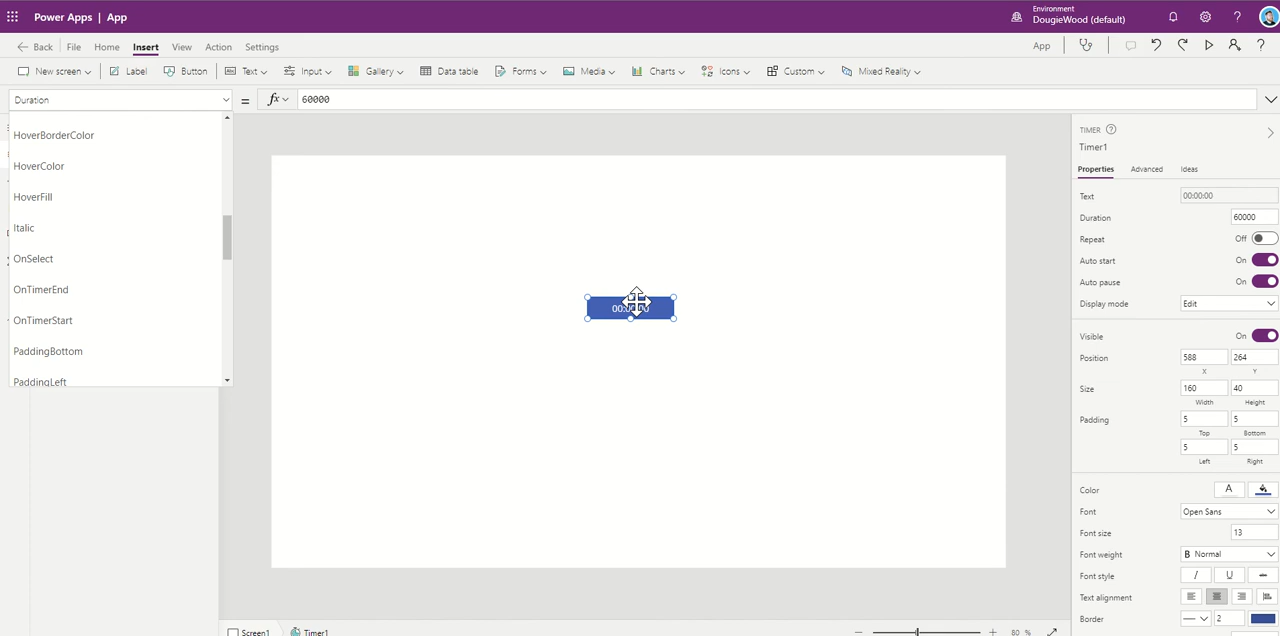 Power Apps | App
Environment
DougieWood (default)
Back File Home Insert View Action Settings
App
New screen Label Button Text Input Gallery Data table Forms Media Charts Icons Custom Mixed Reality
Duration = fx 60000
HoverBorderColor
HoverColor
HoverFill
Italic
OnSelect
OnTimerEnd
OnTimerStart
PaddingBottom
PaddingLeft
TIMER
Timer1
Properties Advanced Ideas
Text 00:00:00
Duration 60000
Repeat Off
Auto start On
Auto pause On
Display mode Edit
Visible On
Position 588 264
X Y
Size 160 40
Width Height
Padding 5 5
Top Bottom
5 5
Left Right
Color A
Font Open Sans
Font size 13
Font weight B Normal
Font style / U
Text alignment
Border 2
Screen1 Timer1
80 %